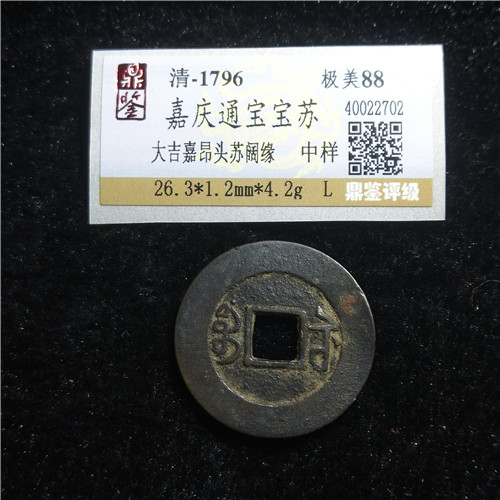 鼎鉴
清-1796 极美88
嘉庆通宝宝苏 40022702
大吉嘉昂头苏阔缘 中样
26.3*1.2mm*4.2g L 鼎鉴评级